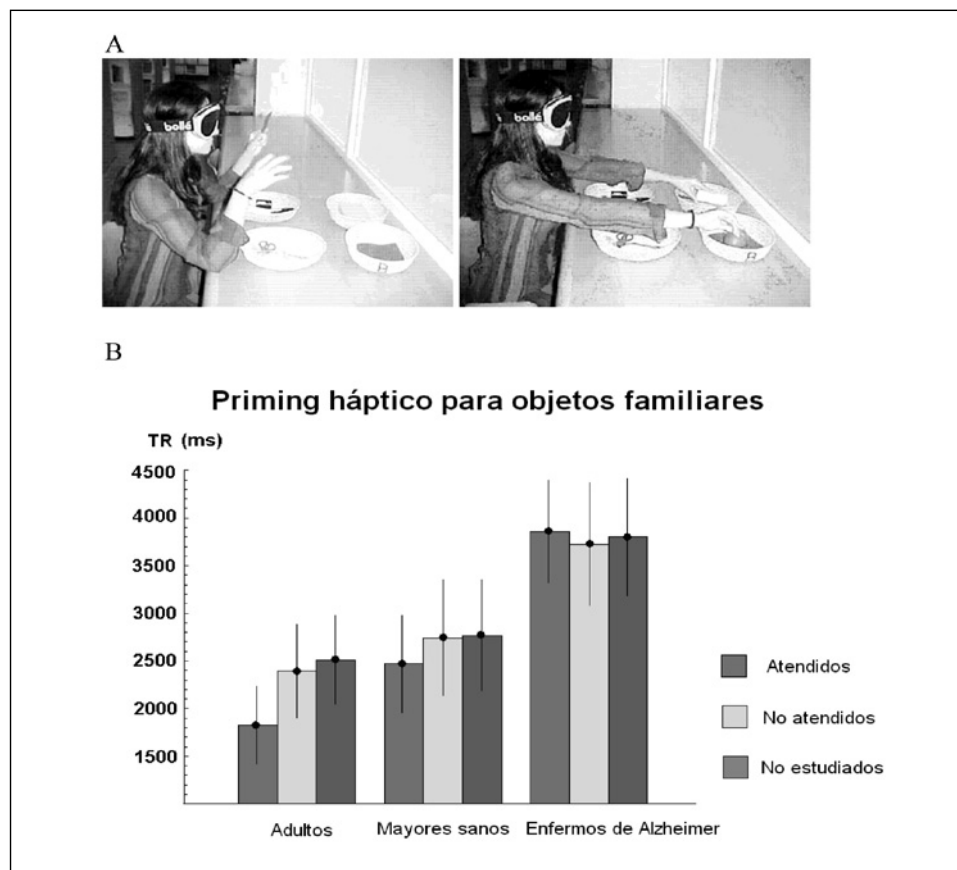 A
bollé
bollé
B
Priming háptico para objetos familiares
TR (ms)
4500
4000
3500
3000
2500
2000
1500
Atendidos
No atendidos
No estudiados
Adultos
Mayores sanos
Enfermos de Alzheimer